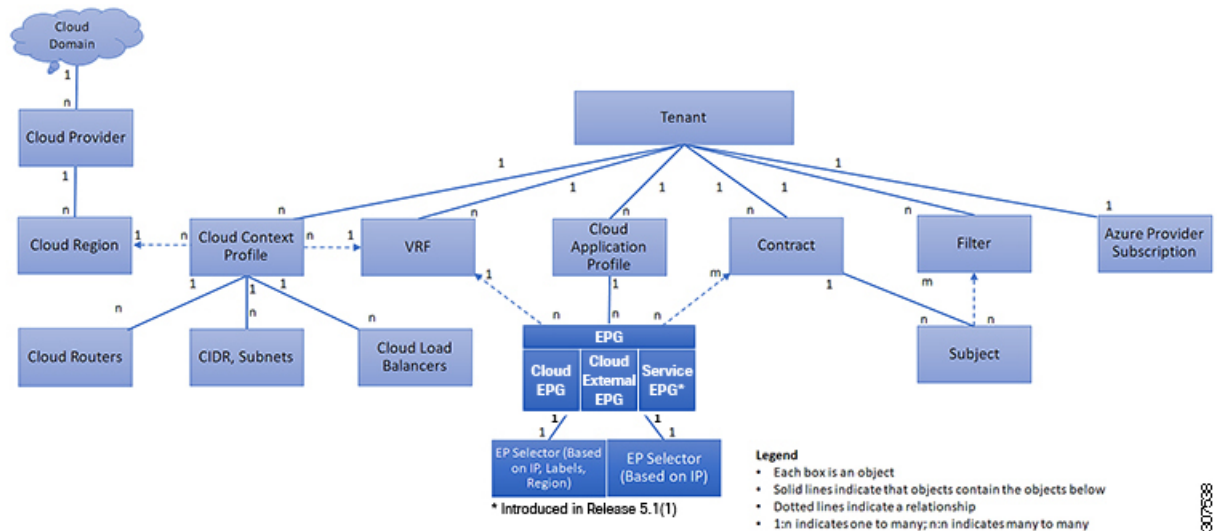 Cloud
Domain
1
n
Cloud Provider
1
n
Cloud Region
1
n
Cloud Context
Profile
n
1
VRF
Tenant
1
1
1
1
1
1
n
n
n
n
n
1
Cloud
Application
Profile
Contract
Filter
Azure Provider
Subscription
1
1
1
n
n
n
Cloud Routers
CIDR, Subnets
Cloud Load
Balancers
1
n
1
n
m
n
1
n
m
n
Subject
EPG
Cloud
EPG
Cloud
External
EPG
Service
EPG*
1
1
1
1
EP Selector (Based
on IP, Labels,
Region)
EP Selector
(Based on IP)
* Introduced in Release 5.1(1)
Legend
• Each box is an object
• Solid lines indicate that objects contain the objects below
• Dotted lines indicate a relationship
• 1:n indicates one to many; n:n indicates many to many
307538